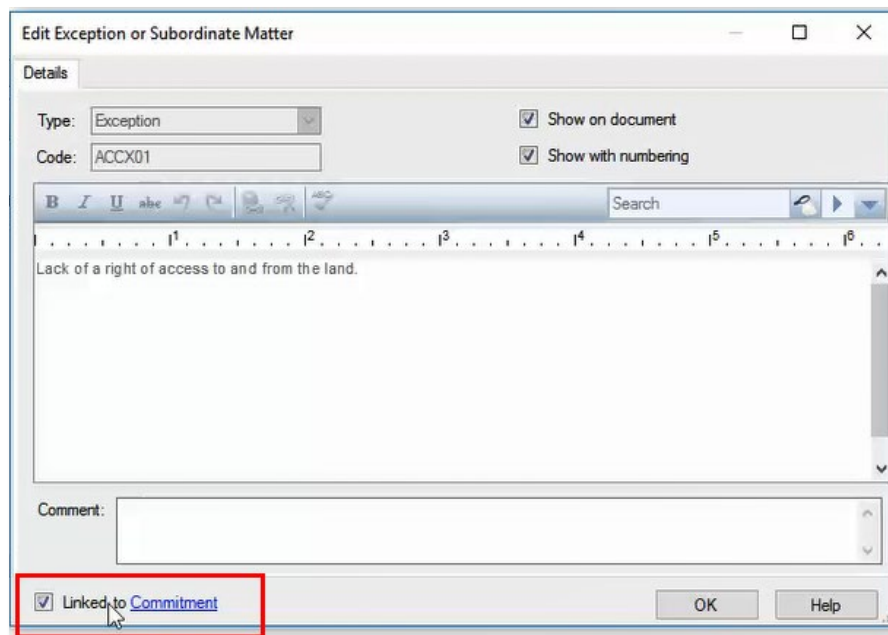 Edit Exception or Subordinate Matter
Details
Type: Exception
Show on document
Code: ACCX01
Show with numbering
B I U abc ABC Search
1 2 3 4 5 6
Lack of a right of access to and from the land.
Comment:
Linked to Commitment
OK Help